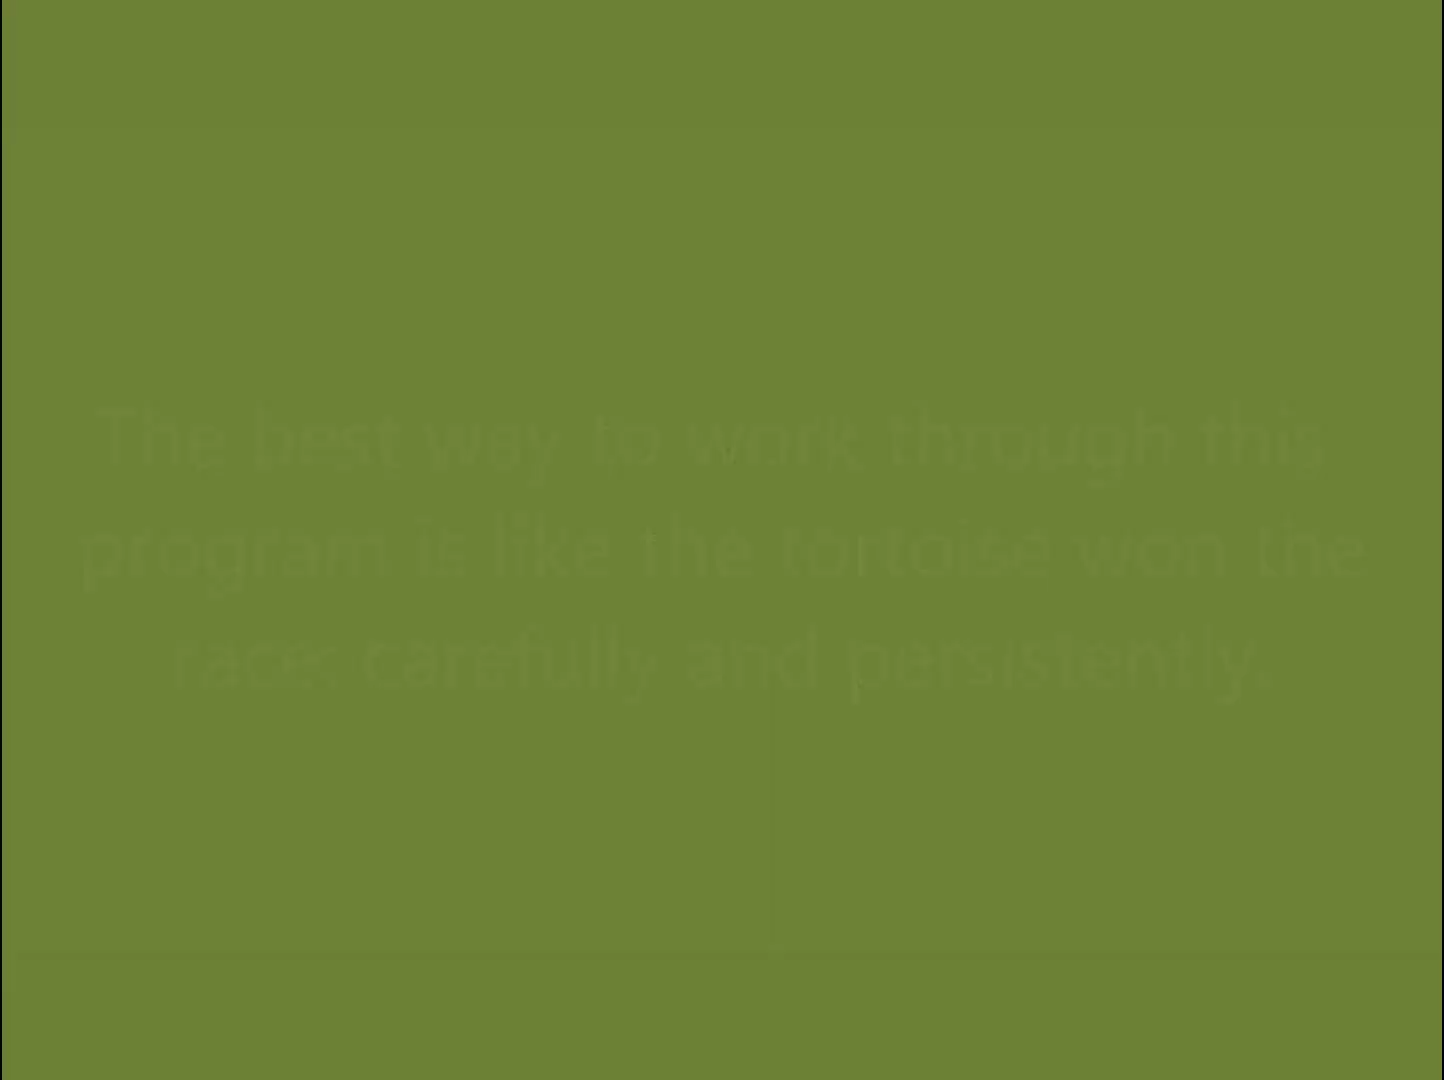 The best way to work through this
program is like the tortoise won the
race: carefully and persistently.